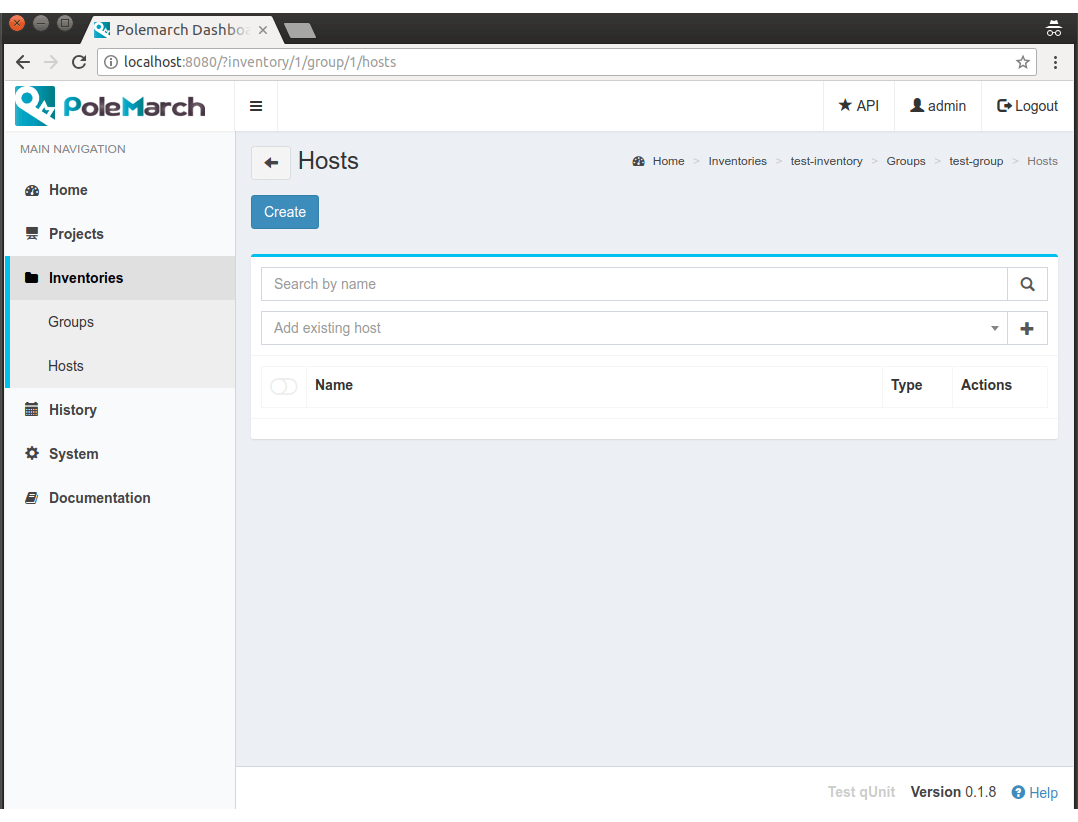 Polemarch Dashboa
localhost:8080/?inventory/1/group/1/hosts
PoleMarch
API
admin
Logout
MAIN NAVIGATION
Home
Projects
Inventories
Groups
Hosts
History
System
Documentation
Hosts
Home > Inventories > test-inventory > Groups > test-group > Hosts
Create
Search by name
Add existing host
Name Type Actions
Test qUnit Version 0.1.8 Help